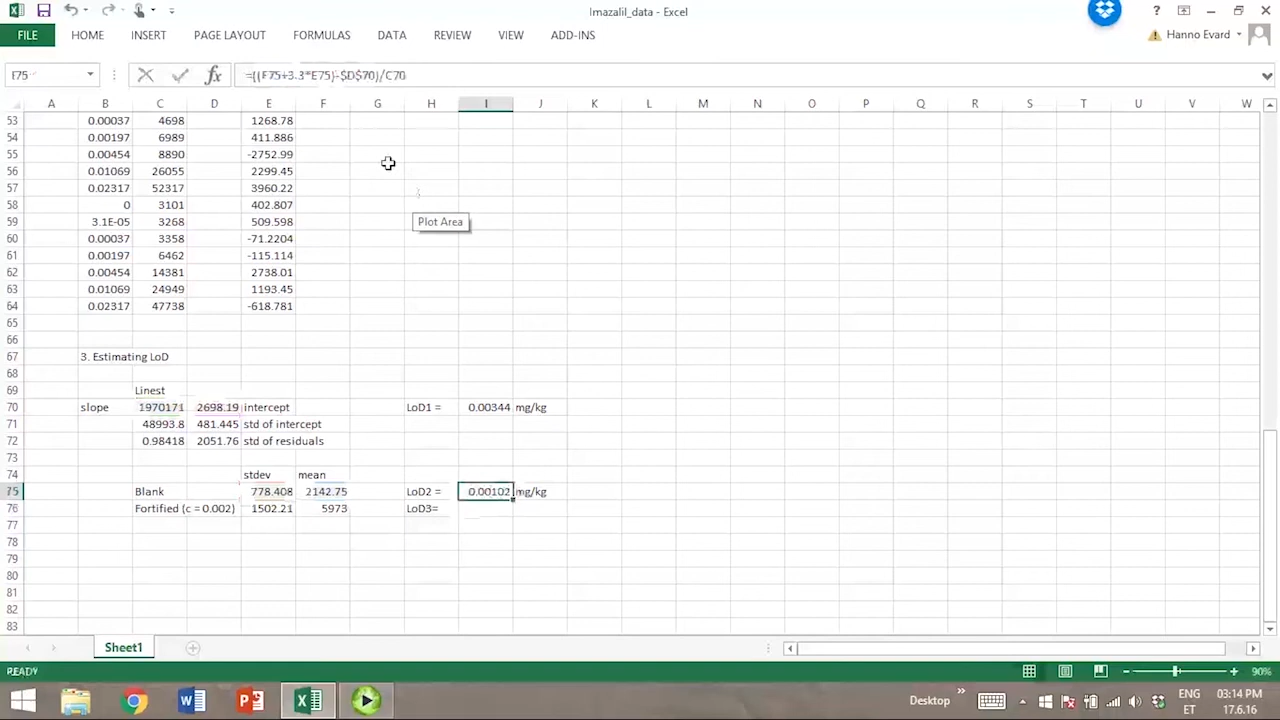 Imazalil_data - Excel
?
FILE HOME INSERT PAGE LAYOUT FORMULAS DATA REVIEW VIEW ADD-INS Hanno Evard
=((F75+3.3*E75)-$D$70)/C70
A B C D E F G H I J K L M N O P Q R S T U V W
53 0.00037 4698 1268.78
54 0.00197 6989 411.886
55 0.00454 8890 -2752.99
56 0.01069 26055 2299.45
57 0.02317 52317 3960.22
58 0 3101 402.807
59 3.1E-05 3268 509.598 Plot Area
60 0.00037 3358 -71.2204
61 0.00197 6462 -115.114
62 0.00454 14381 2738.01
63 0.01069 24949 1193.45
64 0.02317 47738 -618.781
65
66
67 3. Estimating LoD
68
69 Linest
70 slope 1970171 2698.19 intercept LoD1 = 0.00344 mg/kg
71 48993.8 481.445 std of intercept
72 0.98418 2051.76 std of residuals
73
74 stdev mean
75 Blank 778.408 2142.75 LoD2 = 0.00102 mg/kg
76 Fortified (c = 0.002) 1502.21 5973 LoD3=
77
78
79
80
81
82
83
Sheet1
READY 90%
Desktop ENG 03:14 PM
ET 17.6.16